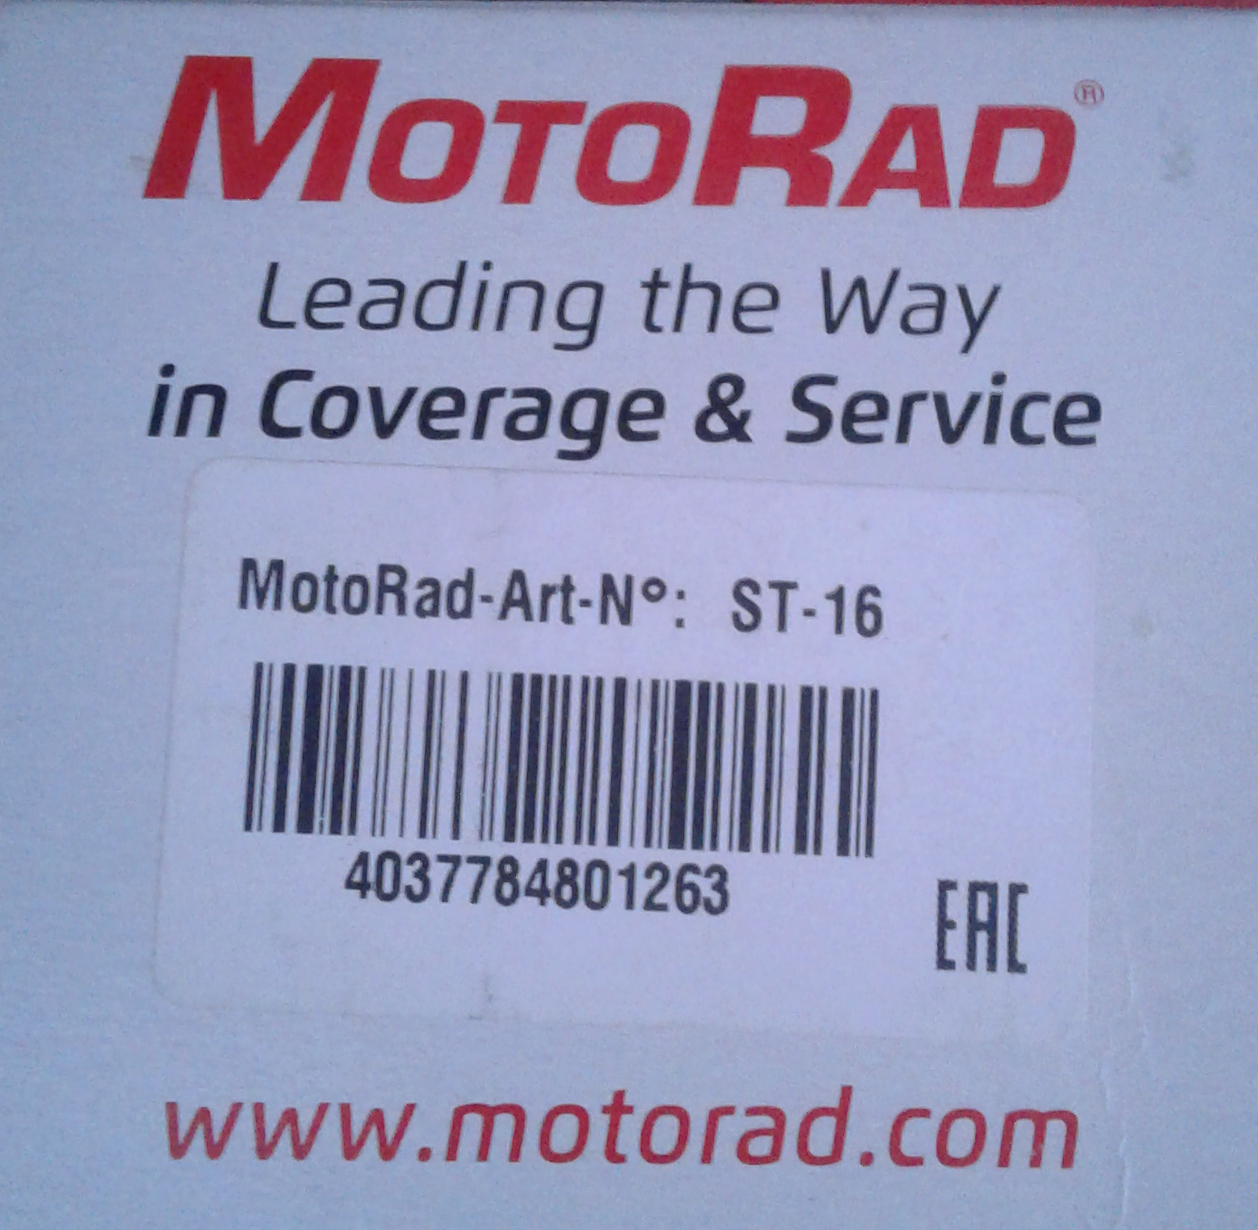 MOTORAD®
Leading the Way
in Coverage & Service
MotoRad-Art-N°: ST-16
4037784801263
EAC
www.motorad.com